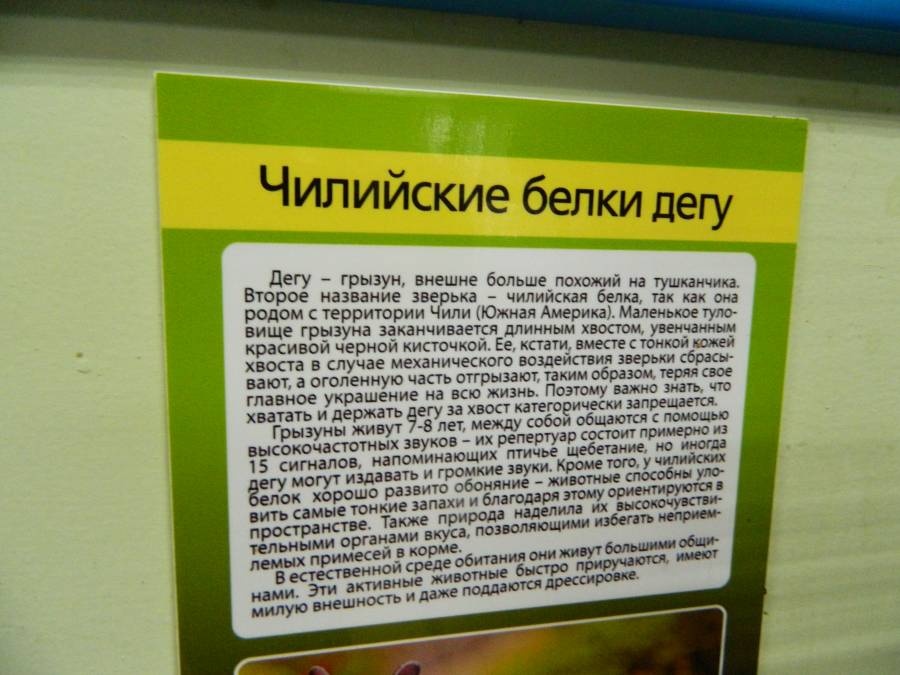 Чилийские белки дегу
Дегу – грызун, внешне больше похожий на тушканчика.
Второе название зверька – чилийская белка, так как она
родом с территории Чили (Южная Америка). Маленькое туло-
вище грызуна заканчивается длинным хвостом, увенчанным
красивой черной кисточкой. Ее, кстати, вместе с тонкой кожей
хвоста в случае механического воздействия зверьки сбрасы-
вают, а оголенную часть отгрызают, таким образом, теряя свое
главное украшение на всю жизнь. Поэтому важно знать, что
хватать и держать дегу за хвост категорически запрещается.
Грызуны живут 7-8 лет, между собой общаются с помощью
высокочастотных звуков – их репертуар состоит примерно из
15 сигналов, напоминающих птичье щебетание, но иногда
дегу могут издавать и громкие звуки. Кроме того, у чилийских
белок хорошо развито обоняние – животные способны уло-
вить самые тонкие запахи и благодаря этому ориентируются в
пространстве. Также природа наделила их высокочувстви-
тельными органами вкуса, позволяющими избегать неприем-
лемых примесей в корме.
В естественной среде обитания они живут большими общи-
нами. Эти активные животные быстро приручаются, имеют
милую внешность и даже поддаются дрессировке.